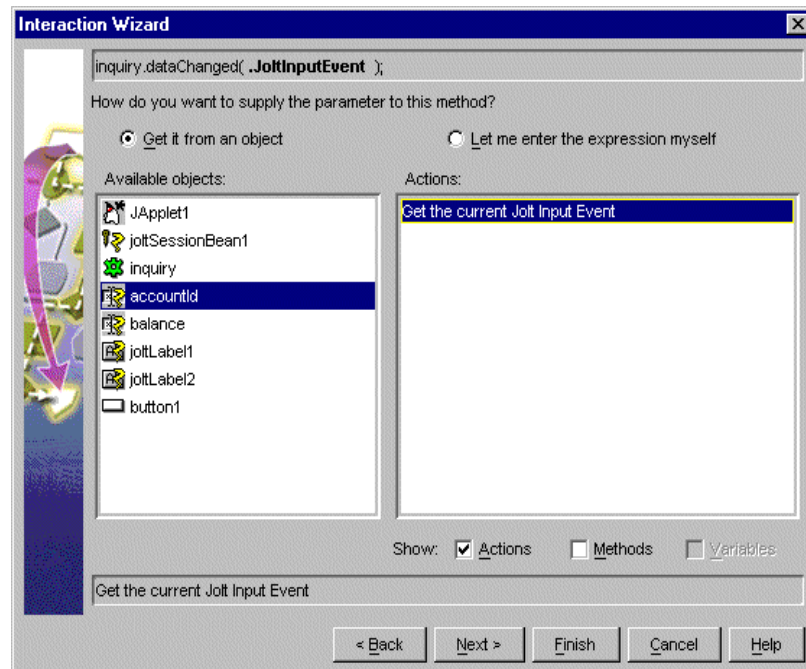 Interaction Wizard
inquiry.dataChanged( .JoltInputEvent );
How do you want to supply the parameter to this method?
Get it from an object
Let me enter the expression myself
Available objects:
Actions:
JApplet1
joltSessionBean1
inquiry
accountId
balance
joltLabel1
joltLabel2
button1
Get the current Jolt Input Event
Show: Actions Methods Variables
Get the current Jolt Input Event
< Back Next > Finish Cancel Help